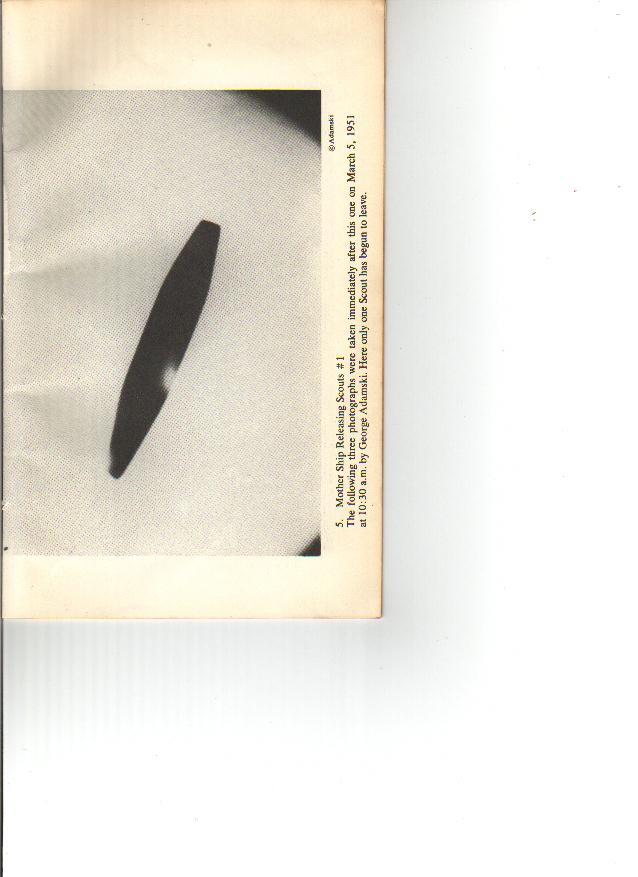 © Adamski
5. Mother Ship Releasing Scouts #1
The following three photographs were taken immediately after this one on March 5, 1951
at 10:30 a.m. by George Adamski. Here only one Scout has begun to leave.